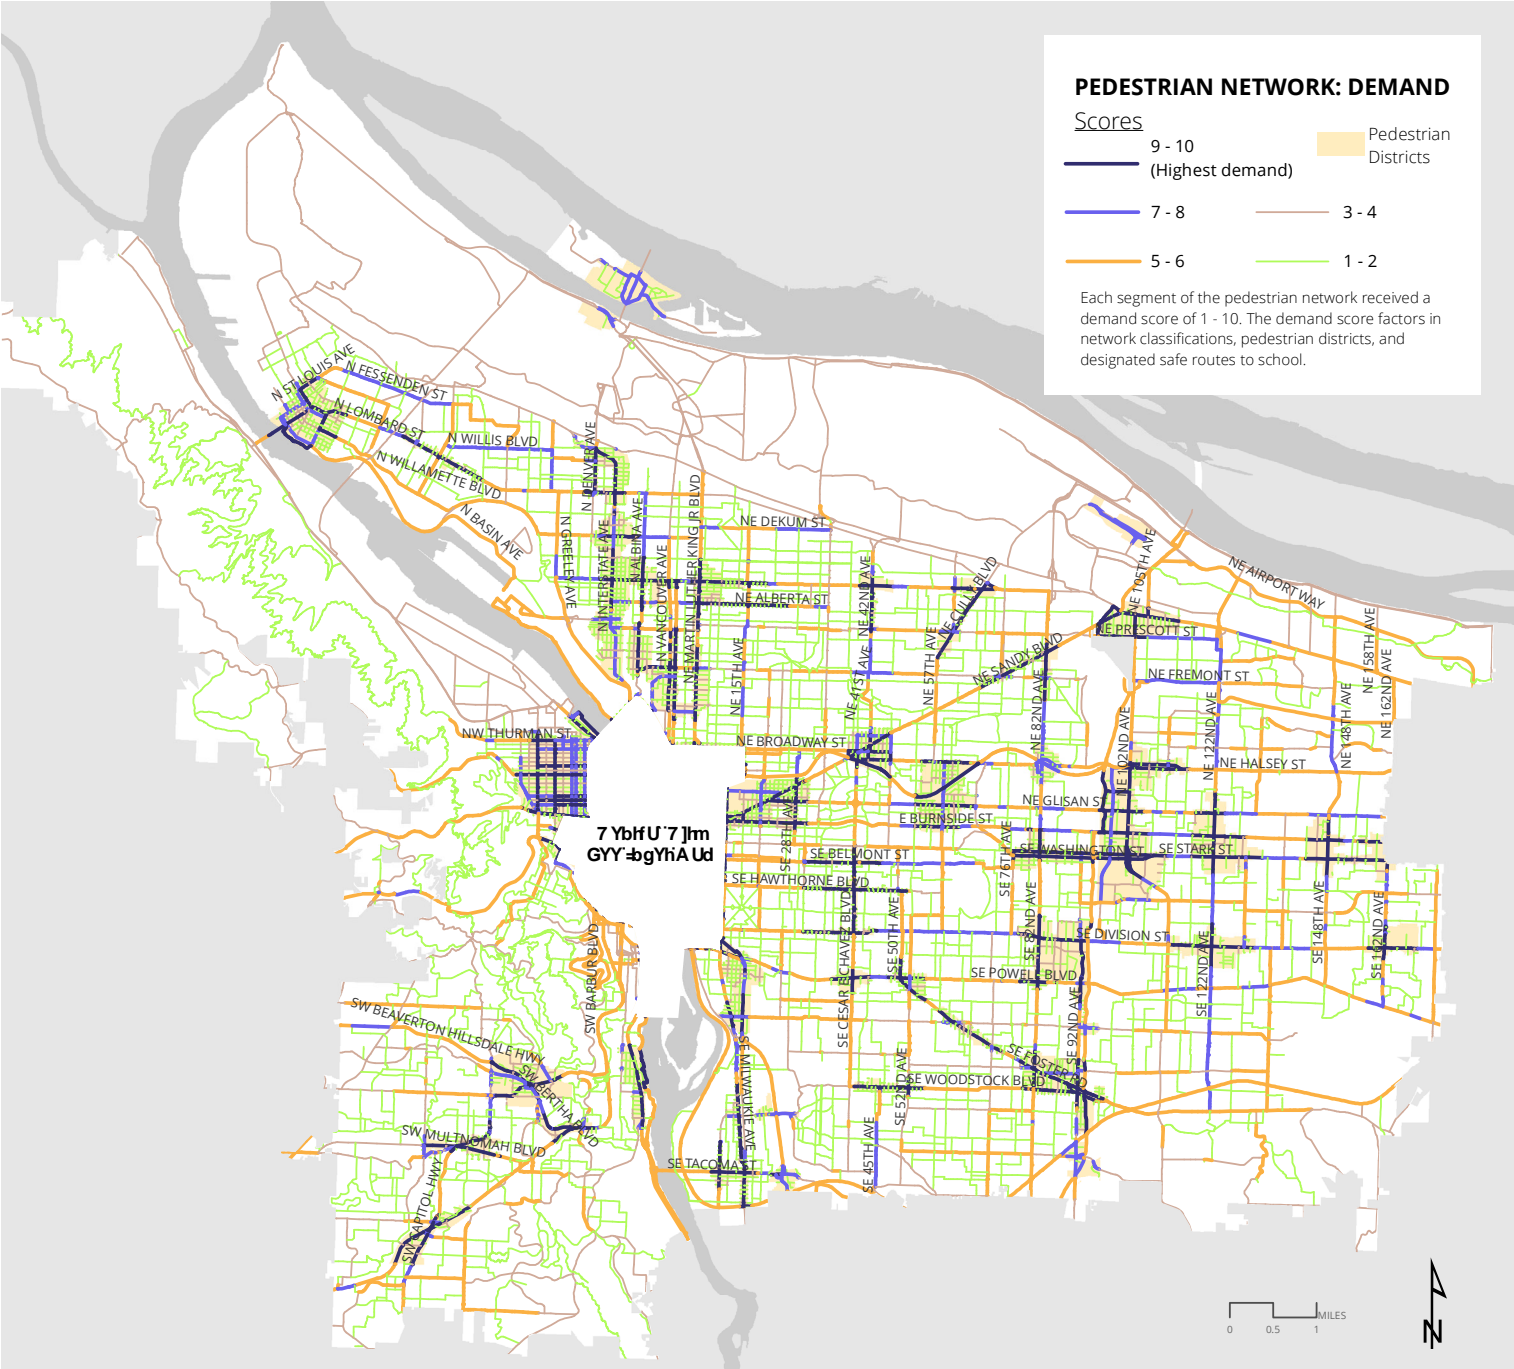 PEDESTRIAN NETWORK: DEMAND
Scores
9 - 10
(Highest demand)
Pedestrian
Districts
7 - 8
3 - 4
5 - 6
1 - 2
Each segment of the pedestrian network received a
demand score of 1 - 10. The demand score factors in
network classifications, pedestrian districts, and
designated safe routes to school.
N ST LOUIS AVE
N FESSENDEN ST
N LOMBARD ST
N WILLIS BLVD
N WILLAMETTE BLVD
N BASIN AVE
N DENVER AVE
N GREELEY AVE
N INTERSTATE AVE
N ALBINA AVE
N VANCOUVER AVE
NE MARTIN LUTHER KING JR BLVD
NE DEKUM ST
NE ALBERTA ST
NE 15TH AVE
NE 42ND AVE
NE 41ST AVE
NE CULLY BLVD
NE 57TH AVE
NE SANDY BLVD
NE 82ND AVE
NE 105TH AVE
NE AIRPORT WAY
NE PRESCOTT ST
NE FREMONT ST
NE 102ND AVE
NE 122ND AVE
NE 148TH AVE
NE 58TH AVE
NE 162ND AVE
NW THURMAN ST
NE BROADWAY ST
NE HALSEY ST
NE GLISAN ST
E BURNSIDE ST
SE 28TH AVE
SE BELMONT ST
SE 76TH AVE
SE WASHINGTON ST
SE STARK ST
SE HAWTHORNE BLVD
SE CESAR E CHAVEZ BLVD
SE 50TH AVE
SE 82ND AVE
SE DIVISION ST
SE POWELL BLVD
SE 122ND AVE
SE 148TH AVE
SE 162ND AVE
SW BARBUR BLVD
SW BEAVERTON HILLSDALE HWY
SW BERTHA BLVD
SW MULTNOMAH BLVD
SW CAPITOL HWY
SE MILWAUKIE AVE
SE TACOMA ST
SE 45TH AVE
SE 52ND AVE
SE WOODSTOCK BLVD
SE FOSTER RD
SE 92ND AVE
MILES
0 0.5 1
N